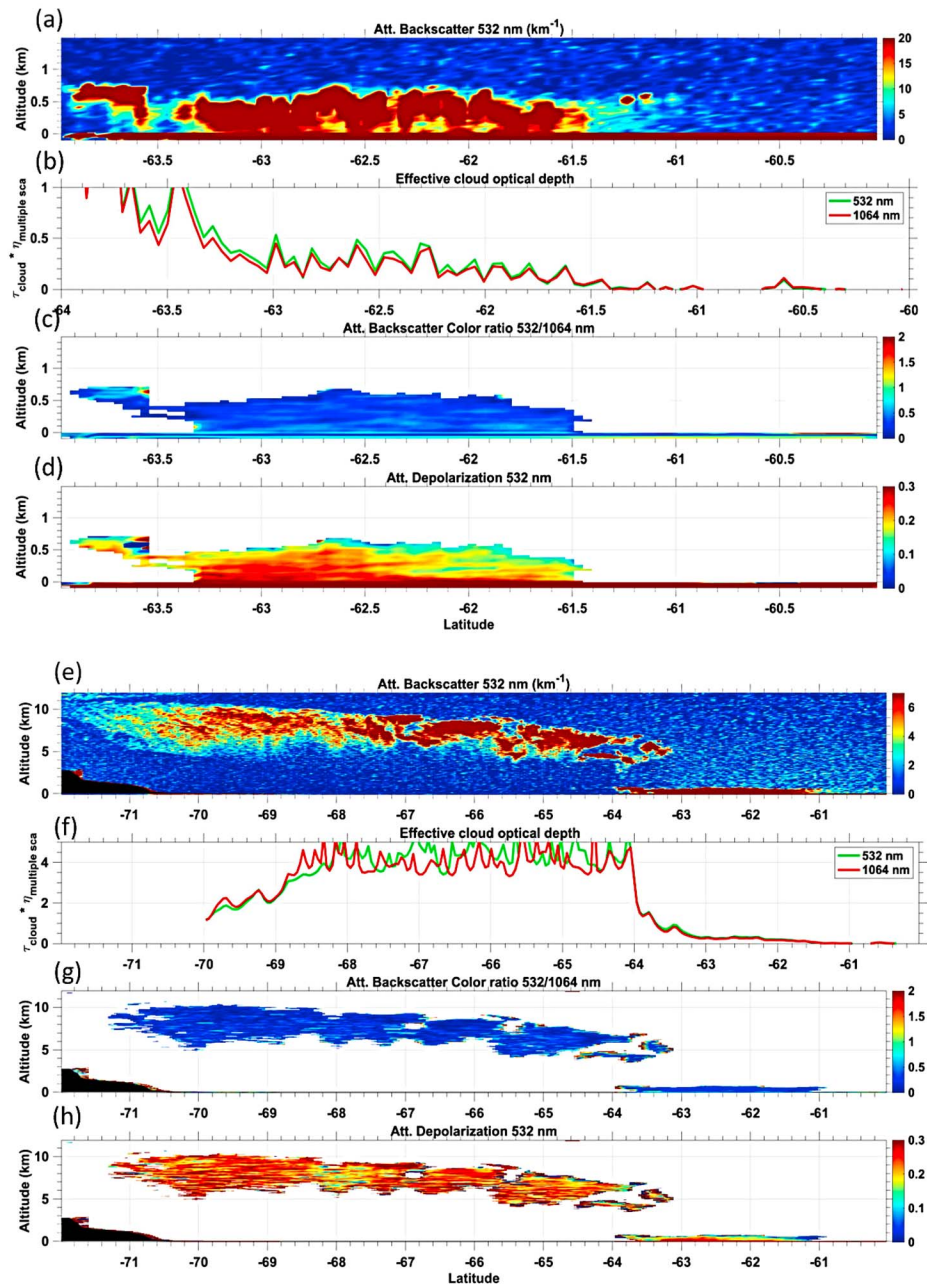 (a)
Att. Backscatter 532 nm (km⁻¹)
Altitude (km)
1
0.5
0
20
15
10
5
0
-63.5 -63 -62.5 -62 -61.5 -61 -60.5
(b)
Effective cloud optical depth
τcloud * ηmultiple sca
1
0.5
0
532 nm
1064 nm
-64 -63.5 -63 -62.5 -62 -61.5 -61 -60.5 -60
(c)
Att. Backscatter Color ratio 532/1064 nm
Altitude (km)
1
0.5
0
2
1.5
1
0.5
0
-63.5 -63 -62.5 -62 -61.5 -61 -60.5
(d)
Att. Depolarization 532 nm
Altitude (km)
1
0.5
0
0.3
0.2
0.1
0
-63.5 -63 -62.5 -62 -61.5 -61 -60.5
Latitude
(e)
Att. Backscatter 532 nm (km⁻¹)
Altitude (km)
10
5
0
6
4
2
0
-71 -70 -69 -68 -67 -66 -65 -64 -63 -62 -61
(f)
Effective cloud optical depth
τcloud * ηmultiple sca
4
2
0
532 nm
1064 nm
-71 -70 -69 -68 -67 -66 -65 -64 -63 -62 -61
(g)
Att. Backscatter Color ratio 532/1064 nm
Altitude (km)
10
5
0
2
1.5
1
0.5
0
-71 -70 -69 -68 -67 -66 -65 -64 -63 -62 -61
(h)
Att. Depolarization 532 nm
Altitude (km)
10
5
0
0.3
0.2
0.1
0
-71 -70 -69 -68 -67 -66 -65 -64 -63 -62 -61
Latitude